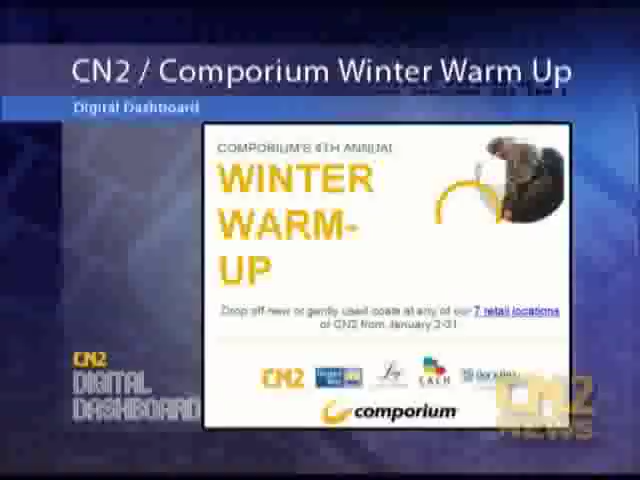 CN2 / Comporium Winter Warm Up
Digital Dashboard
COMPORIUM'S 4TH ANNUAL
WINTER
WARM-
UP
Drop off new or gently used coats at any of our 7 retail locations
or CN2 from January 2-31
CN2
DIGITAL
DASHBOARD
CN2
comporium
CN2
NEWS